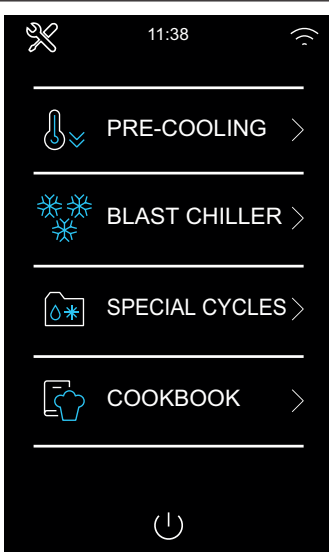 11:38
PRE-COOLING
BLAST CHILLER
SPECIAL CYCLES
COOKBOOK